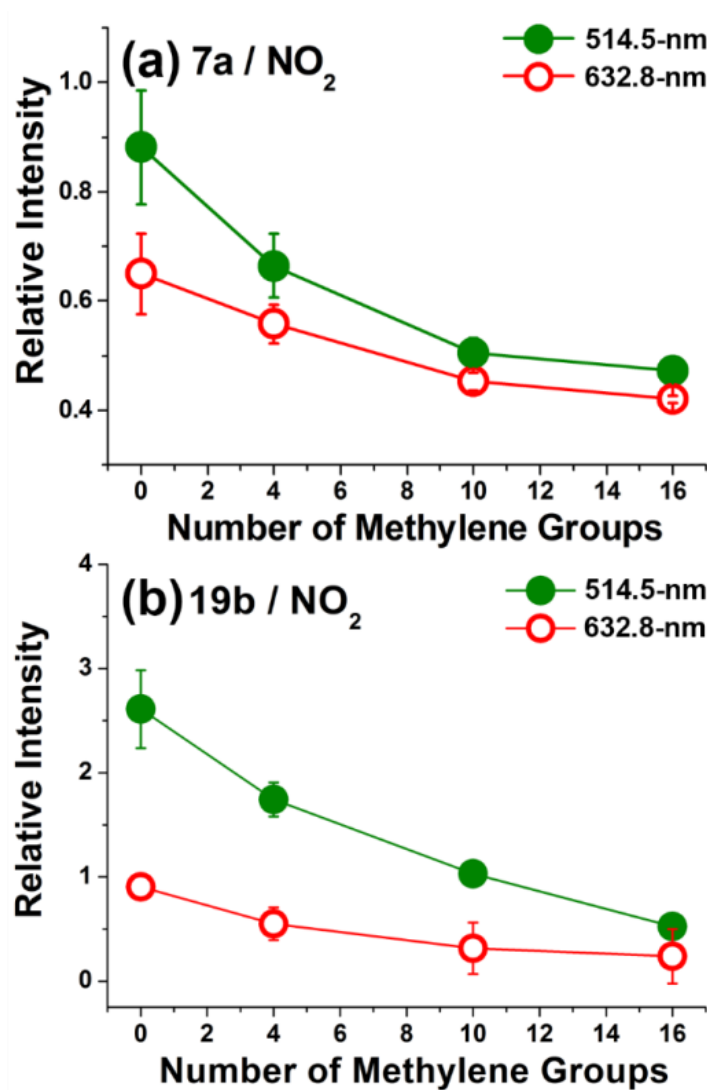 (a) 7a / NO₂
514.5-nm
632.8-nm
1.0
0.8
0.6
0.4
Relative Intensity
0 2 4 6 8 10 12 14 16
Number of Methylene Groups
(b) 19b / NO₂
514.5-nm
632.8-nm
4
3
2
1
0
Relative Intensity
0 2 4 6 8 10 12 14 16
Number of Methylene Groups